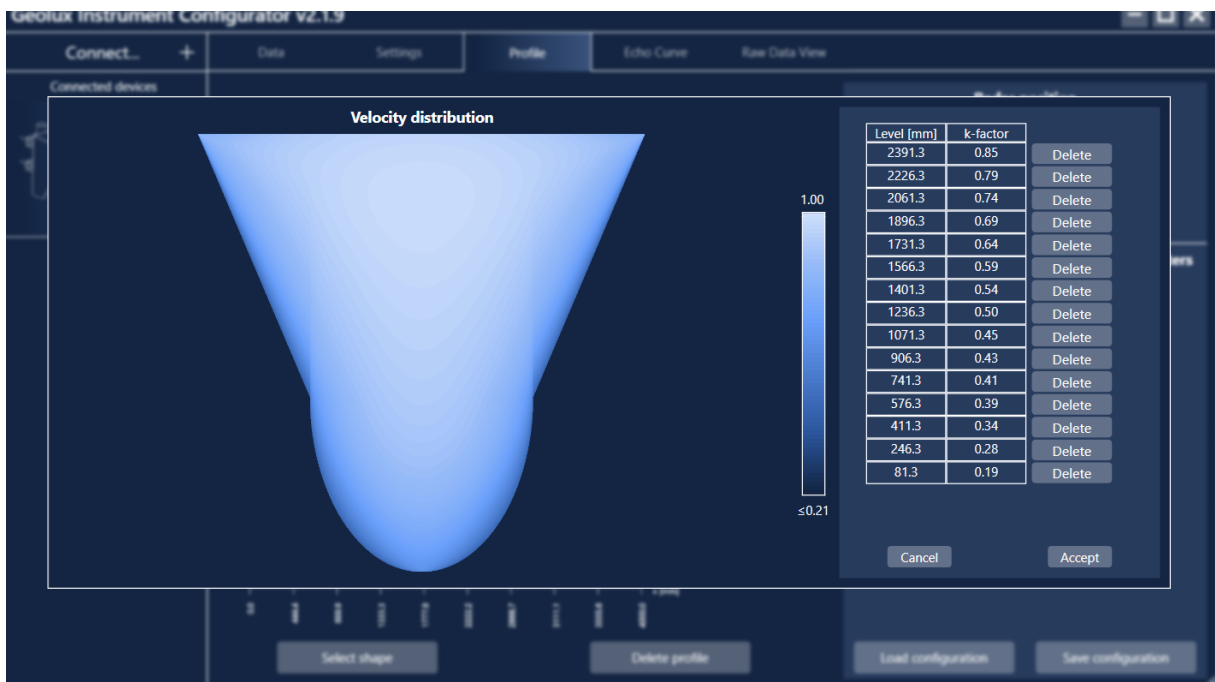 Geolux Instrument Configurator v2.1.9
Connect... +
Data Settings Profile Echo Curve Raw Data View
Connected devices
Velocity distribution
1.00
≤0.21
Level [mm] k-factor
2391.3 0.85 Delete
2226.3 0.79 Delete
2061.3 0.74 Delete
1896.3 0.69 Delete
1731.3 0.64 Delete
1566.3 0.59 Delete
1401.3 0.54 Delete
1236.3 0.50 Delete
1071.3 0.45 Delete
906.3 0.43 Delete
741.3 0.41 Delete
576.3 0.39 Delete
411.3 0.34 Delete
246.3 0.28 Delete
81.3 0.19 Delete
Cancel Accept
Select shape Delete profile Load configuration Save configuration